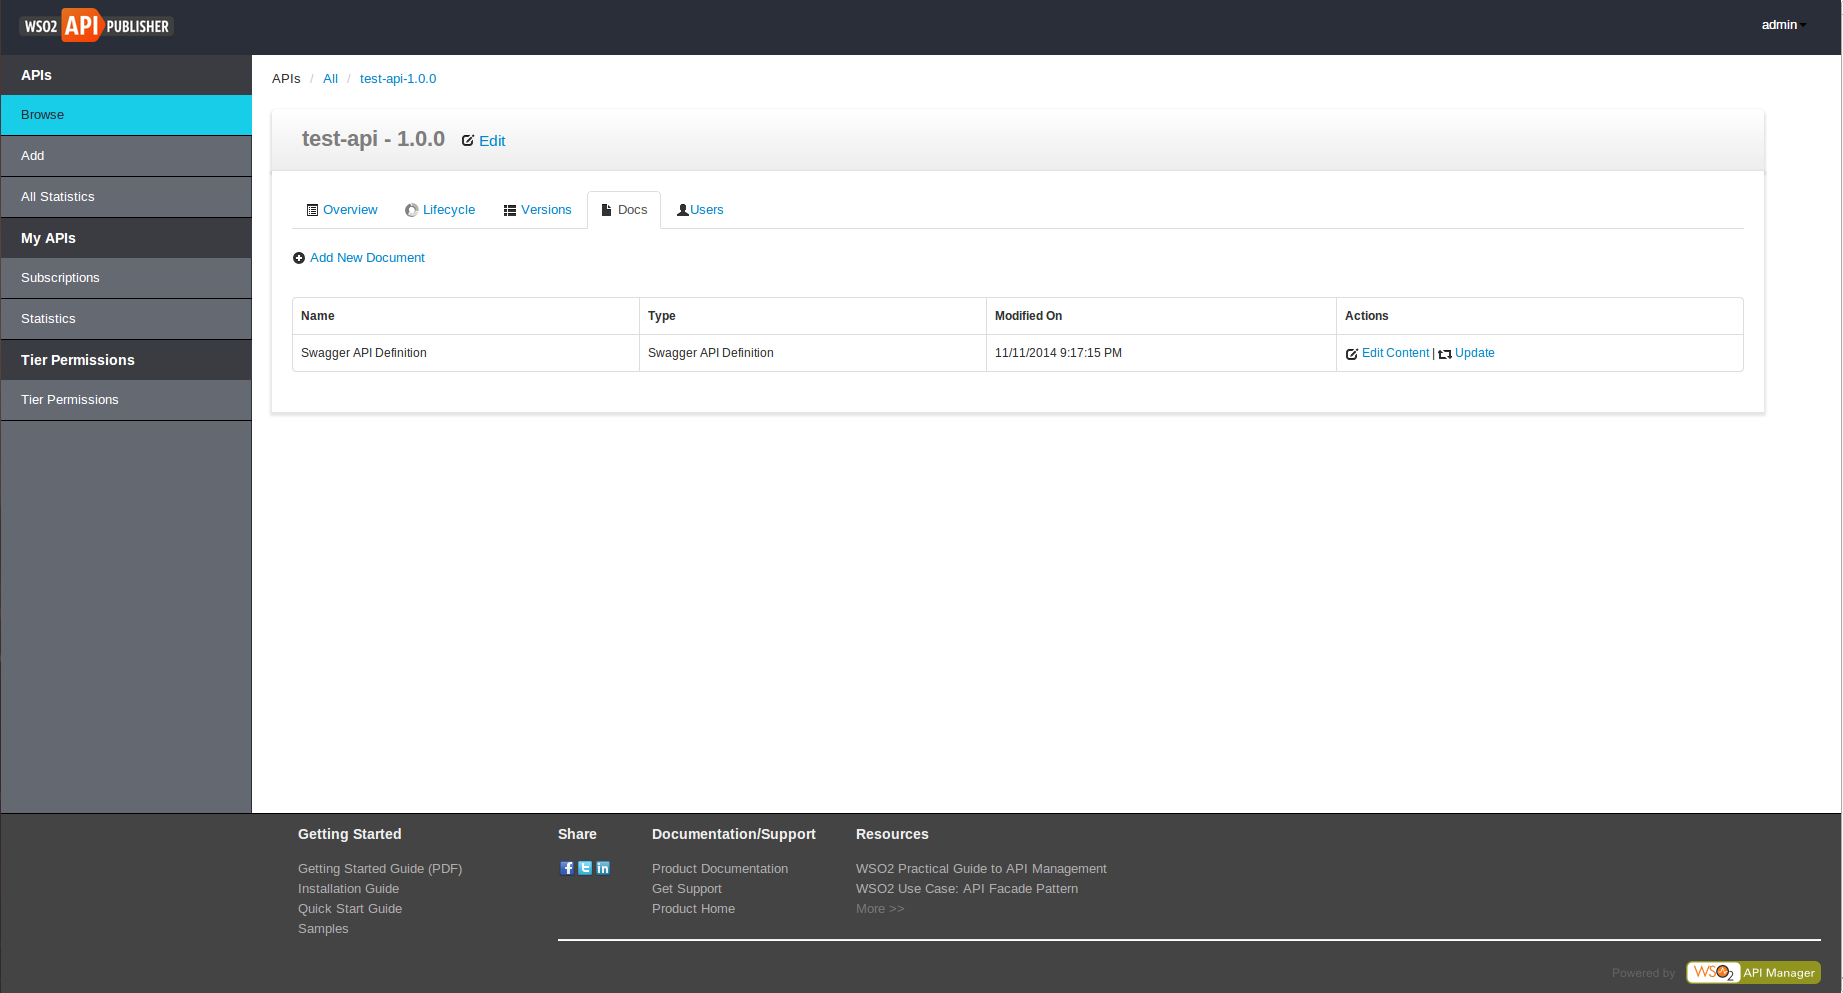 WSO2 API PUBLISHER
admin
APIs
Browse
Add
All Statistics
My APIs
Subscriptions
Statistics
Tier Permissions
Tier Permissions
APIs / All / test-api-1.0.0
test-api - 1.0.0 Edit
Overview Lifecycle Versions Docs Users
Add New Document
Name Type Modified On Actions
Swagger API Definition Swagger API Definition 11/11/2014 9:17:15 PM Edit Content | Update
Getting Started
Getting Started Guide (PDF)
Installation Guide
Quick Start Guide
Samples
Share
Documentation/Support
Product Documentation
Get Support
Product Home
Resources
WSO2 Practical Guide to API Management
WSO2 Use Case: API Facade Pattern
More >>
Powered by WSO2 API Manager